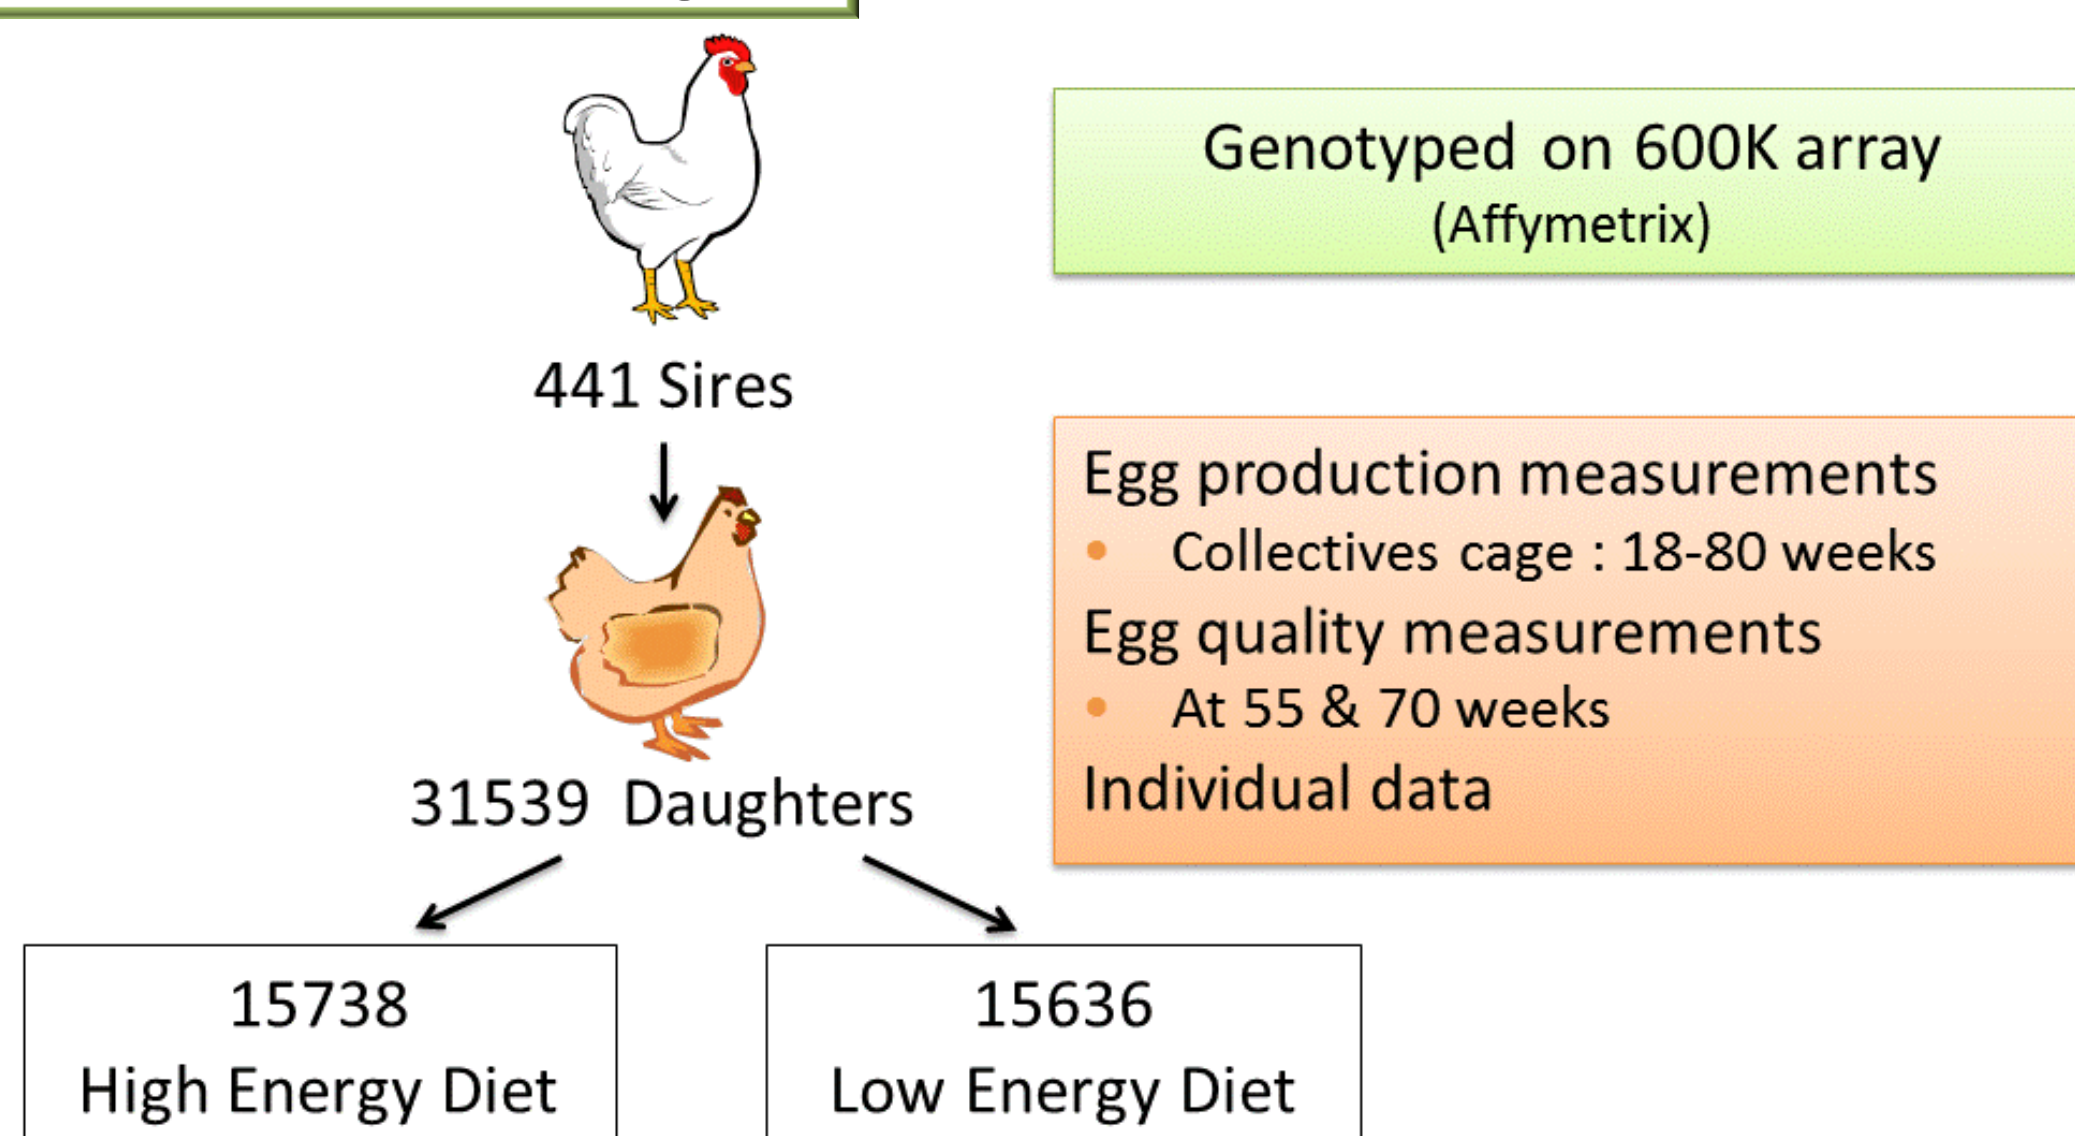 Genotyped on 600K array
(Affymetrix)
441 Sires
Egg production measurements
• Collectives cage : 18-80 weeks
Egg quality measurements
• At 55 & 70 weeks
Individual data
31539 Daughters
15738
High Energy Diet
15636
Low Energy Diet